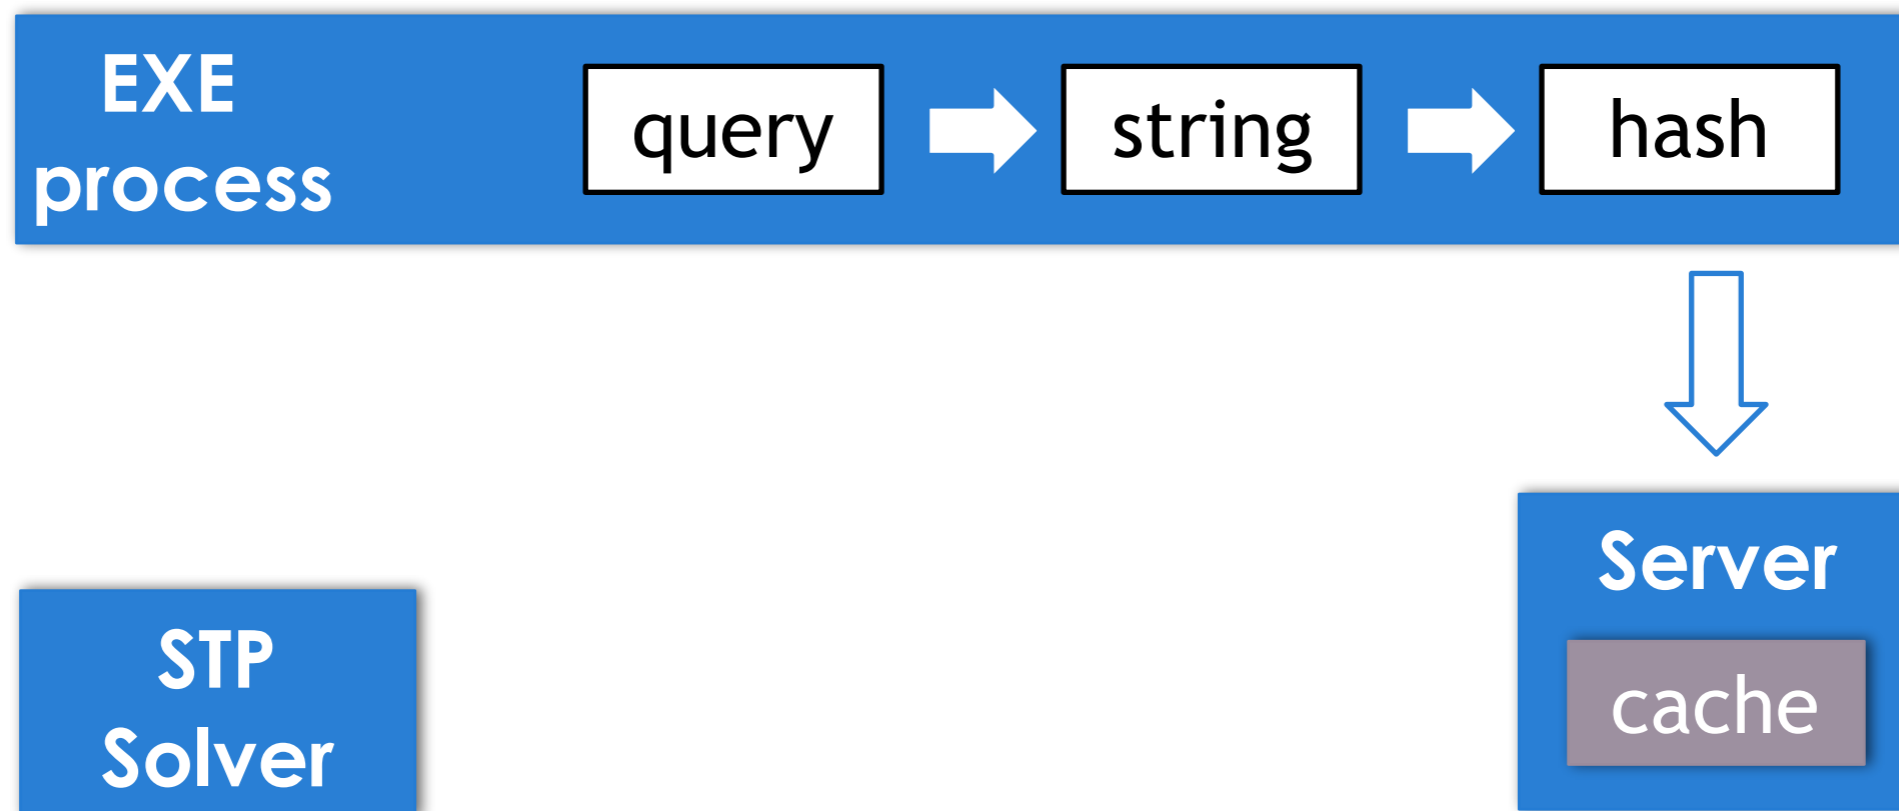 EXE
process
query
string
hash
Server
cache
STP
Solver